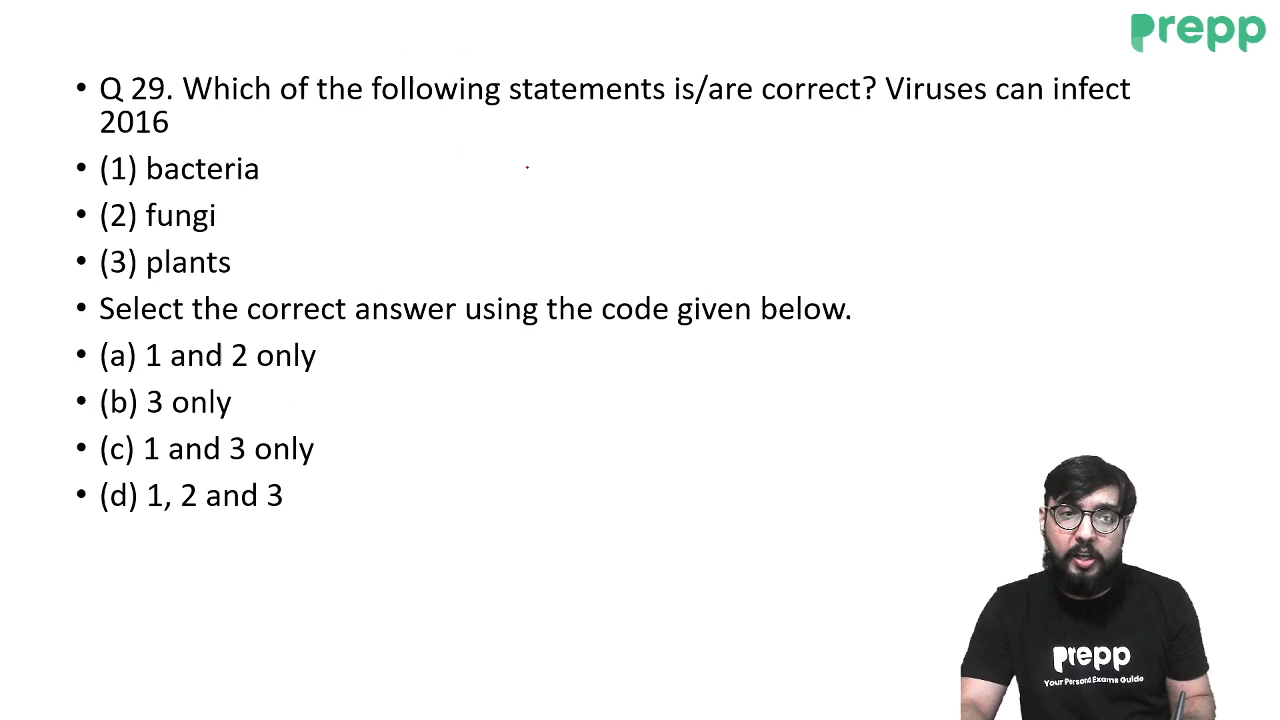 prepp
• Q 29. Which of the following statements is/are correct? Viruses can infect
2016
• (1) bacteria
• (2) fungi
• (3) plants
• Select the correct answer using the code given below.
• (a) 1 and 2 only
• (b) 3 only
• (c) 1 and 3 only
• (d) 1, 2 and 3
prepp
Your Personal Exams Guide